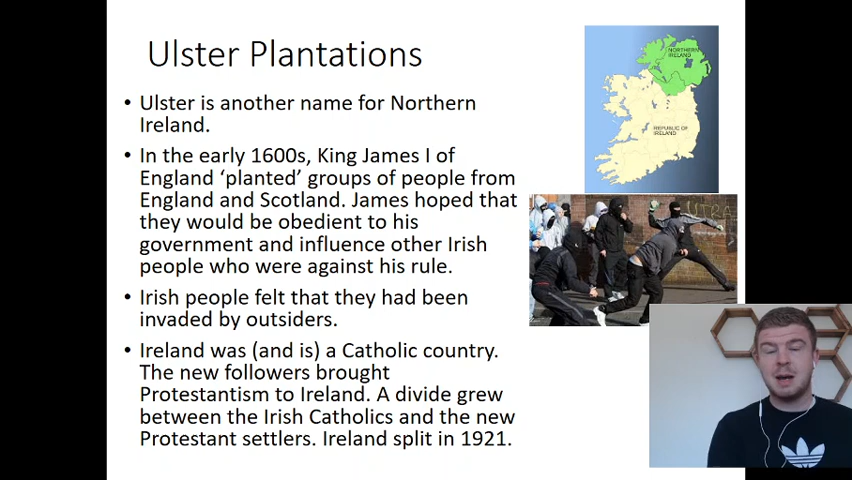 Ulster Plantations
• Ulster is another name for Northern
Ireland.
• In the early 1600s, King James I of
England ‘planted’ groups of people from
England and Scotland. James hoped that
they would be obedient to his
government and influence other Irish
people who were against his rule.
• Irish people felt that they had been
invaded by outsiders.
• Ireland was (and is) a Catholic country.
The new followers brought
Protestantism to Ireland. A divide grew
between the Irish Catholics and the new
Protestant settlers. Ireland split in 1921.
NORTHERN
IRELAND
REPUBLIC OF
IRELAND
adidas